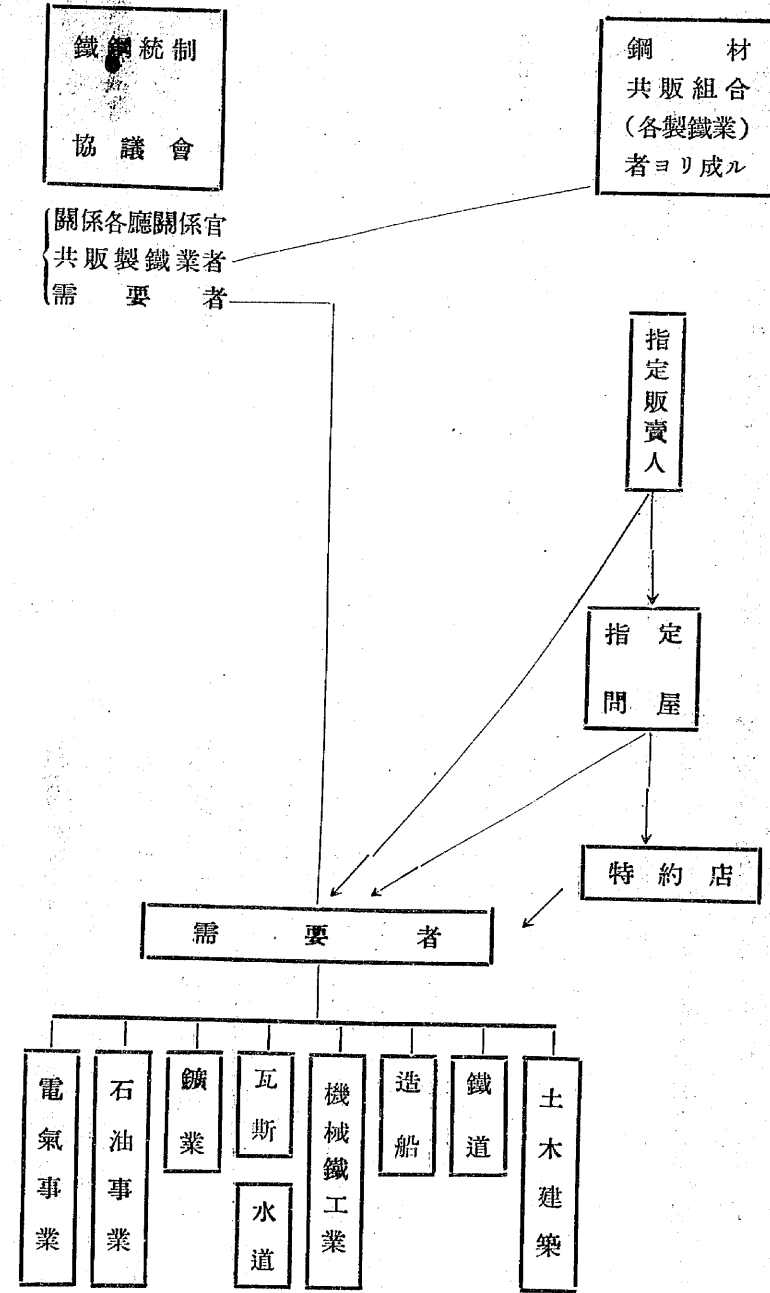 鐵鋼統制
協議會
關係各廳關係官
共販製鐵業者
需要者
鋼材
共販組合
(各製鐵業)
者ヨリ成ル
指定販賣人
指定
問屋
特約店
需要者
電氣事業
石油事業
鑛業
瓦斯
水道
機械鐵工業
造船
鐵道
土木建築